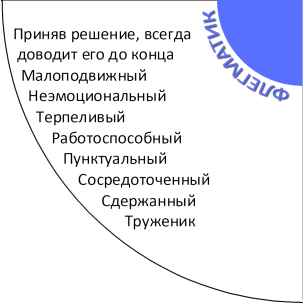 Приняв решение, всегда
доводит его до конца
Малоподвижный
Неэмоциональный
Терпеливый
Работоспособный
Пунктуальный
Сосредоточенный
Сдержанный
Труженик
ФЛЕГМАТИК